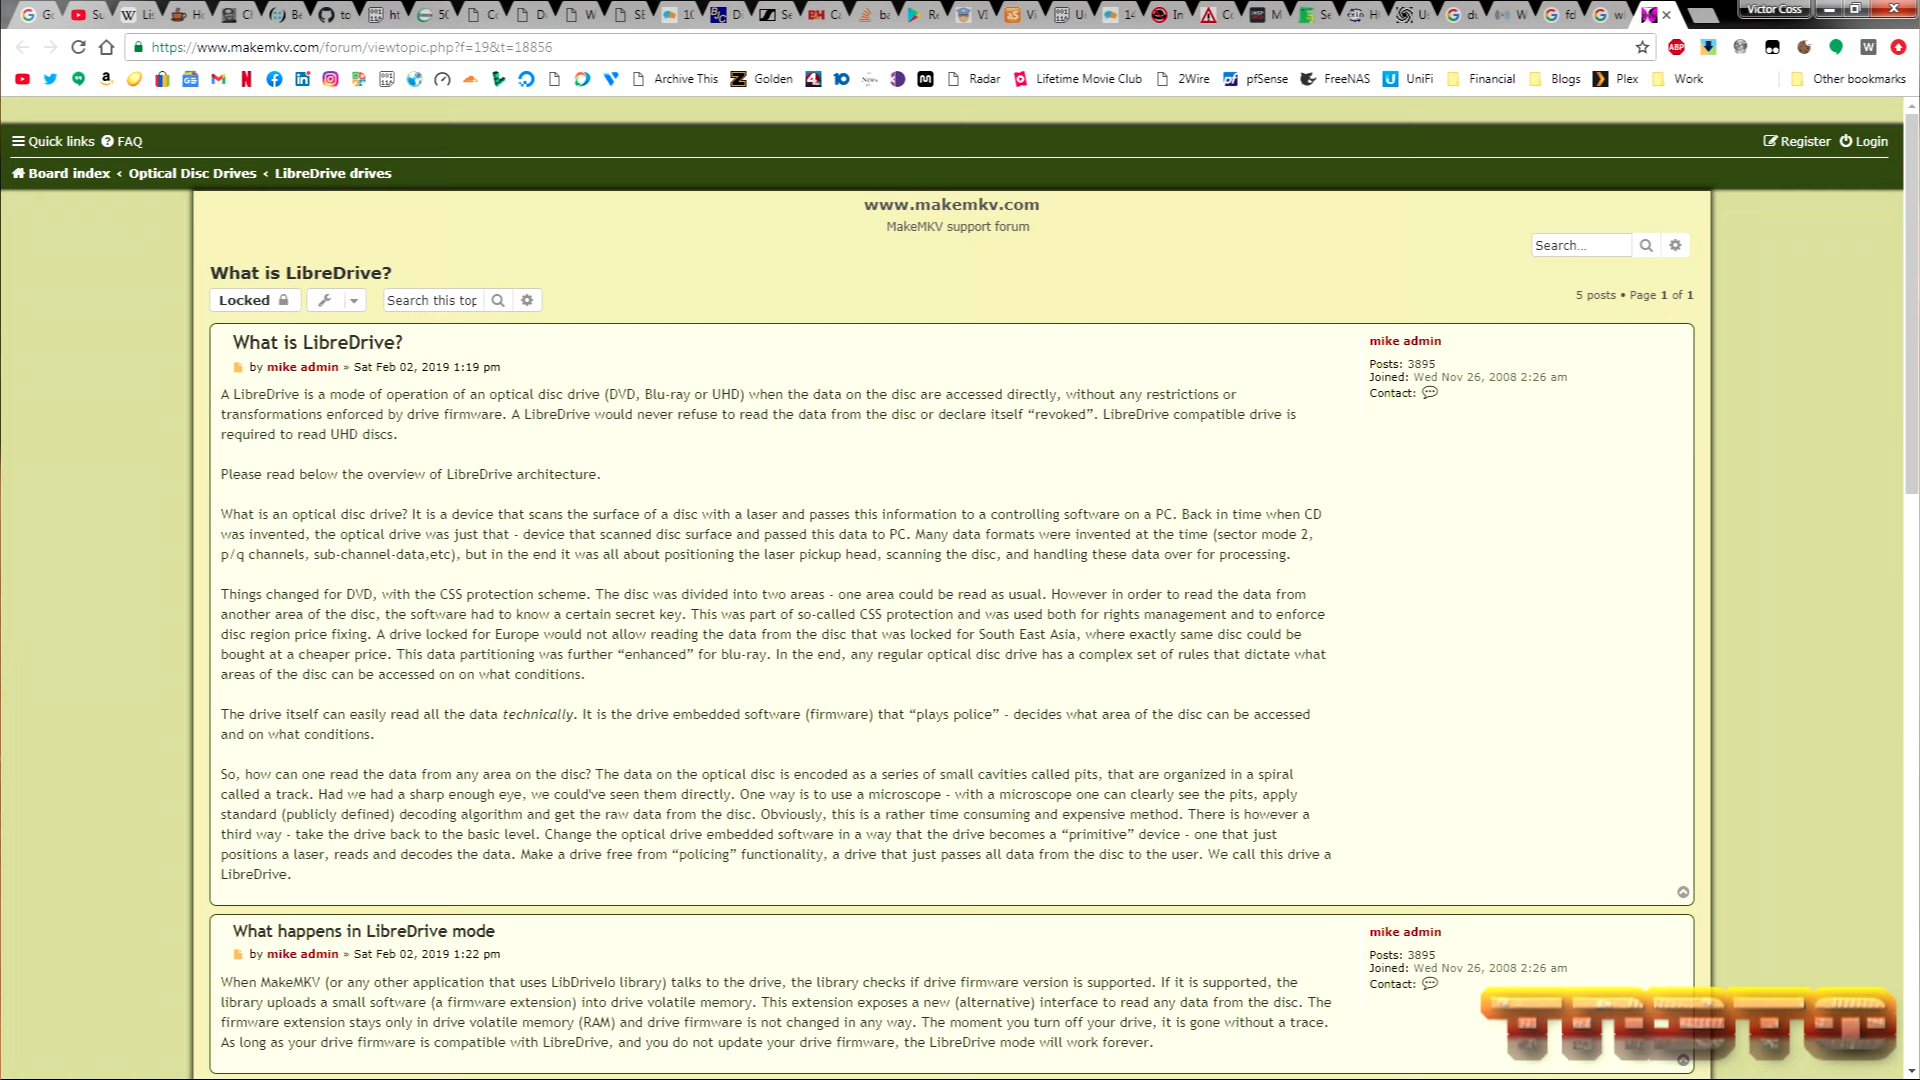 Victor Coss
https://www.makemkv.com/forum/viewtopic.php?f=19&t=18856
Archive This
Golden
Radar
Lifetime Movie Club
2Wire
pfSense
FreeNAS
UniFi
Financial
Blogs
Plex
Work
Other bookmarks
Quick links
FAQ
Register
Login
Board index ‹ Optical Disc Drives ‹ LibreDrive drives
www.makemkv.com
MakeMKV support forum
Search...
What is LibreDrive?
Locked
Search this top
5 posts • Page 1 of 1
What is LibreDrive?
by mike admin » Sat Feb 02, 2019 1:19 pm
A LibreDrive is a mode of operation of an optical disc drive (DVD, Blu-ray or UHD) when the data on the disc are accessed directly, without any restrictions or
transformations enforced by drive firmware. A LibreDrive would never refuse to read the data from the disc or declare itself “revoked”. LibreDrive compatible drive is
required to read UHD discs.
Please read below the overview of LibreDrive architecture.
What is an optical disc drive? It is a device that scans the surface of a disc with a laser and passes this information to a controlling software on a PC. Back in time when CD
was invented, the optical drive was just that - device that scanned disc surface and passed this data to PC. Many data formats were invented at the time (sector mode 2,
p/q channels, sub-channel-data,etc), but in the end it was all about positioning the laser pickup head, scanning the disc, and handling these data over for processing.
Things changed for DVD, with the CSS protection scheme. The disc was divided into two areas - one area could be read as usual. However in order to read the data from
another area of the disc, the software had to know a certain secret key. This was part of so-called CSS protection and was used both for rights management and to enforce
disc region price fixing. A drive locked for Europe would not allow reading the data from the disc that was locked for South East Asia, where exactly same disc could be
bought at a cheaper price. This data partitioning was further “enhanced” for blu-ray. In the end, any regular optical disc drive has a complex set of rules that dictate what
areas of the disc can be accessed on on what conditions.
The drive itself can easily read all the data technically. It is the drive embedded software (firmware) that “plays police” - decides what area of the disc can be accessed
and on what conditions.
So, how can one read the data from any area on the disc? The data on the optical disc is encoded as a series of small cavities called pits, that are organized in a spiral
called a track. Had we had a sharp enough eye, we could've seen them directly. One way is to use a microscope - with a microscope one can clearly see the pits, apply
standard (publicly defined) decoding algorithm and get the raw data from the disc. Obviously, this is a rather time consuming and expensive method. There is however a
third way - take the drive back to the basic level. Change the optical drive embedded software in a way that the drive becomes a “primitive” device - one that just
positions a laser, reads and decodes the data. Make a drive free from “policing” functionality, a drive that just passes all data from the disc to the user. We call this drive a
LibreDrive.
mike admin
Posts: 3895
Joined: Wed Nov 26, 2008 2:26 am
Contact:
What happens in LibreDrive mode
by mike admin » Sat Feb 02, 2019 1:22 pm
When MakeMKV (or any other application that uses LibDriveIo library) talks to the drive, the library checks if drive firmware version is supported. If it is supported, the
library uploads a small software (a firmware extension) into drive volatile memory. This extension exposes a new (alternative) interface to read any data from the disc. The
firmware extension stays only in drive volatile memory (RAM) and drive firmware is not changed in any way. The moment you turn off your drive, it is gone without a trace.
As long as your drive firmware is compatible with LibreDrive, and you do not update your drive firmware, the LibreDrive mode will work forever.
mike admin
Posts: 3895
Joined: Wed Nov 26, 2008 2:26 am
Contact: